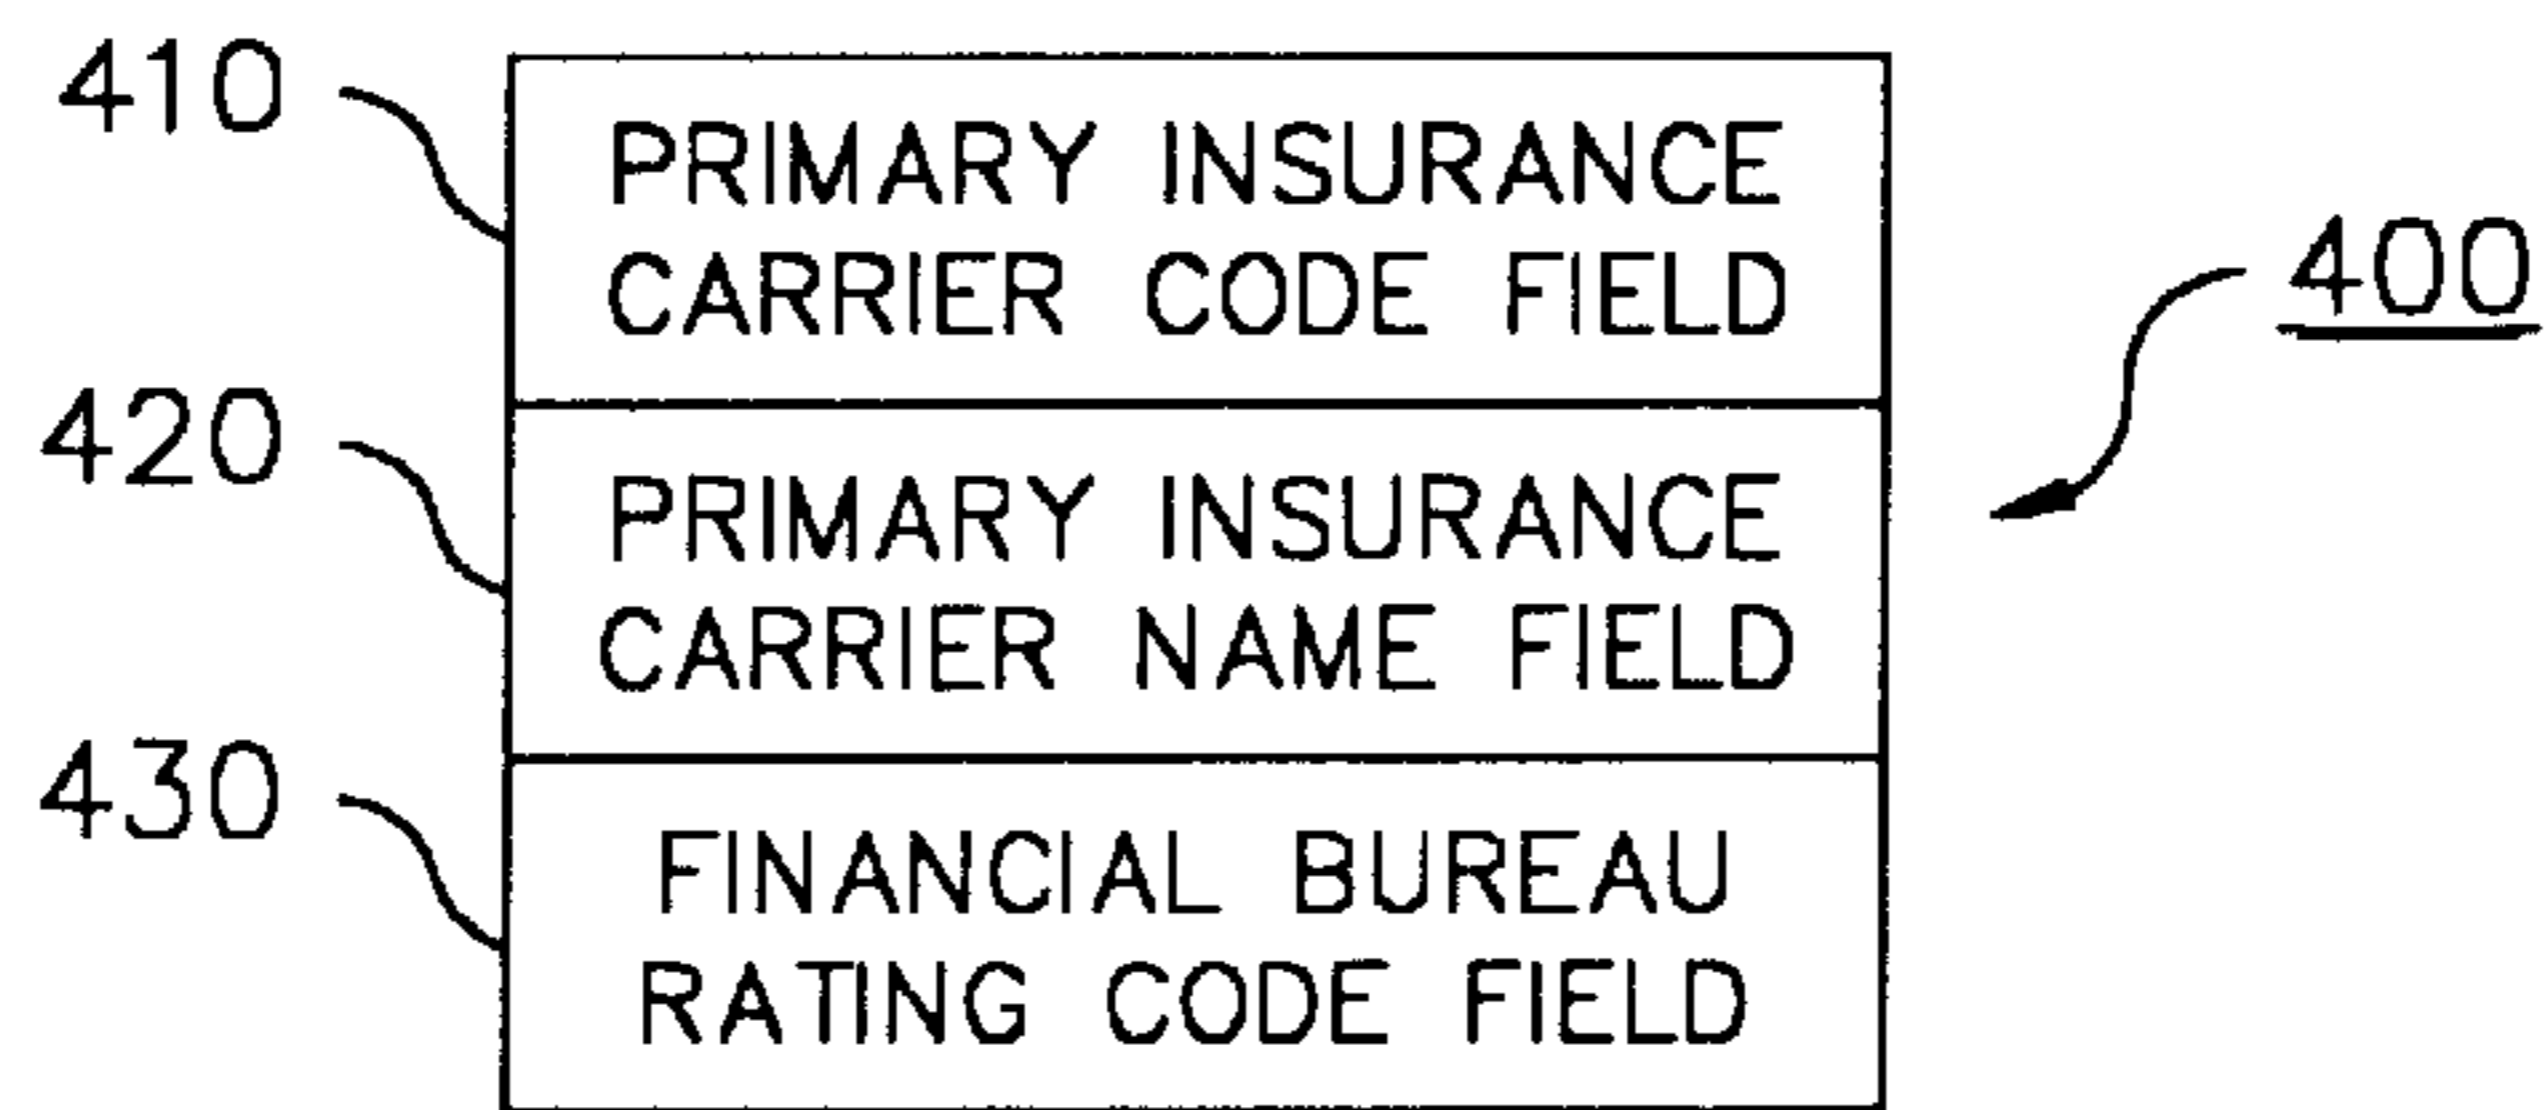 410
PRIMARY INSURANCE
CARRIER CODE FIELD
400
420
PRIMARY INSURANCE
CARRIER NAME FIELD
430
FINANCIAL BUREAU
RATING CODE FIELD